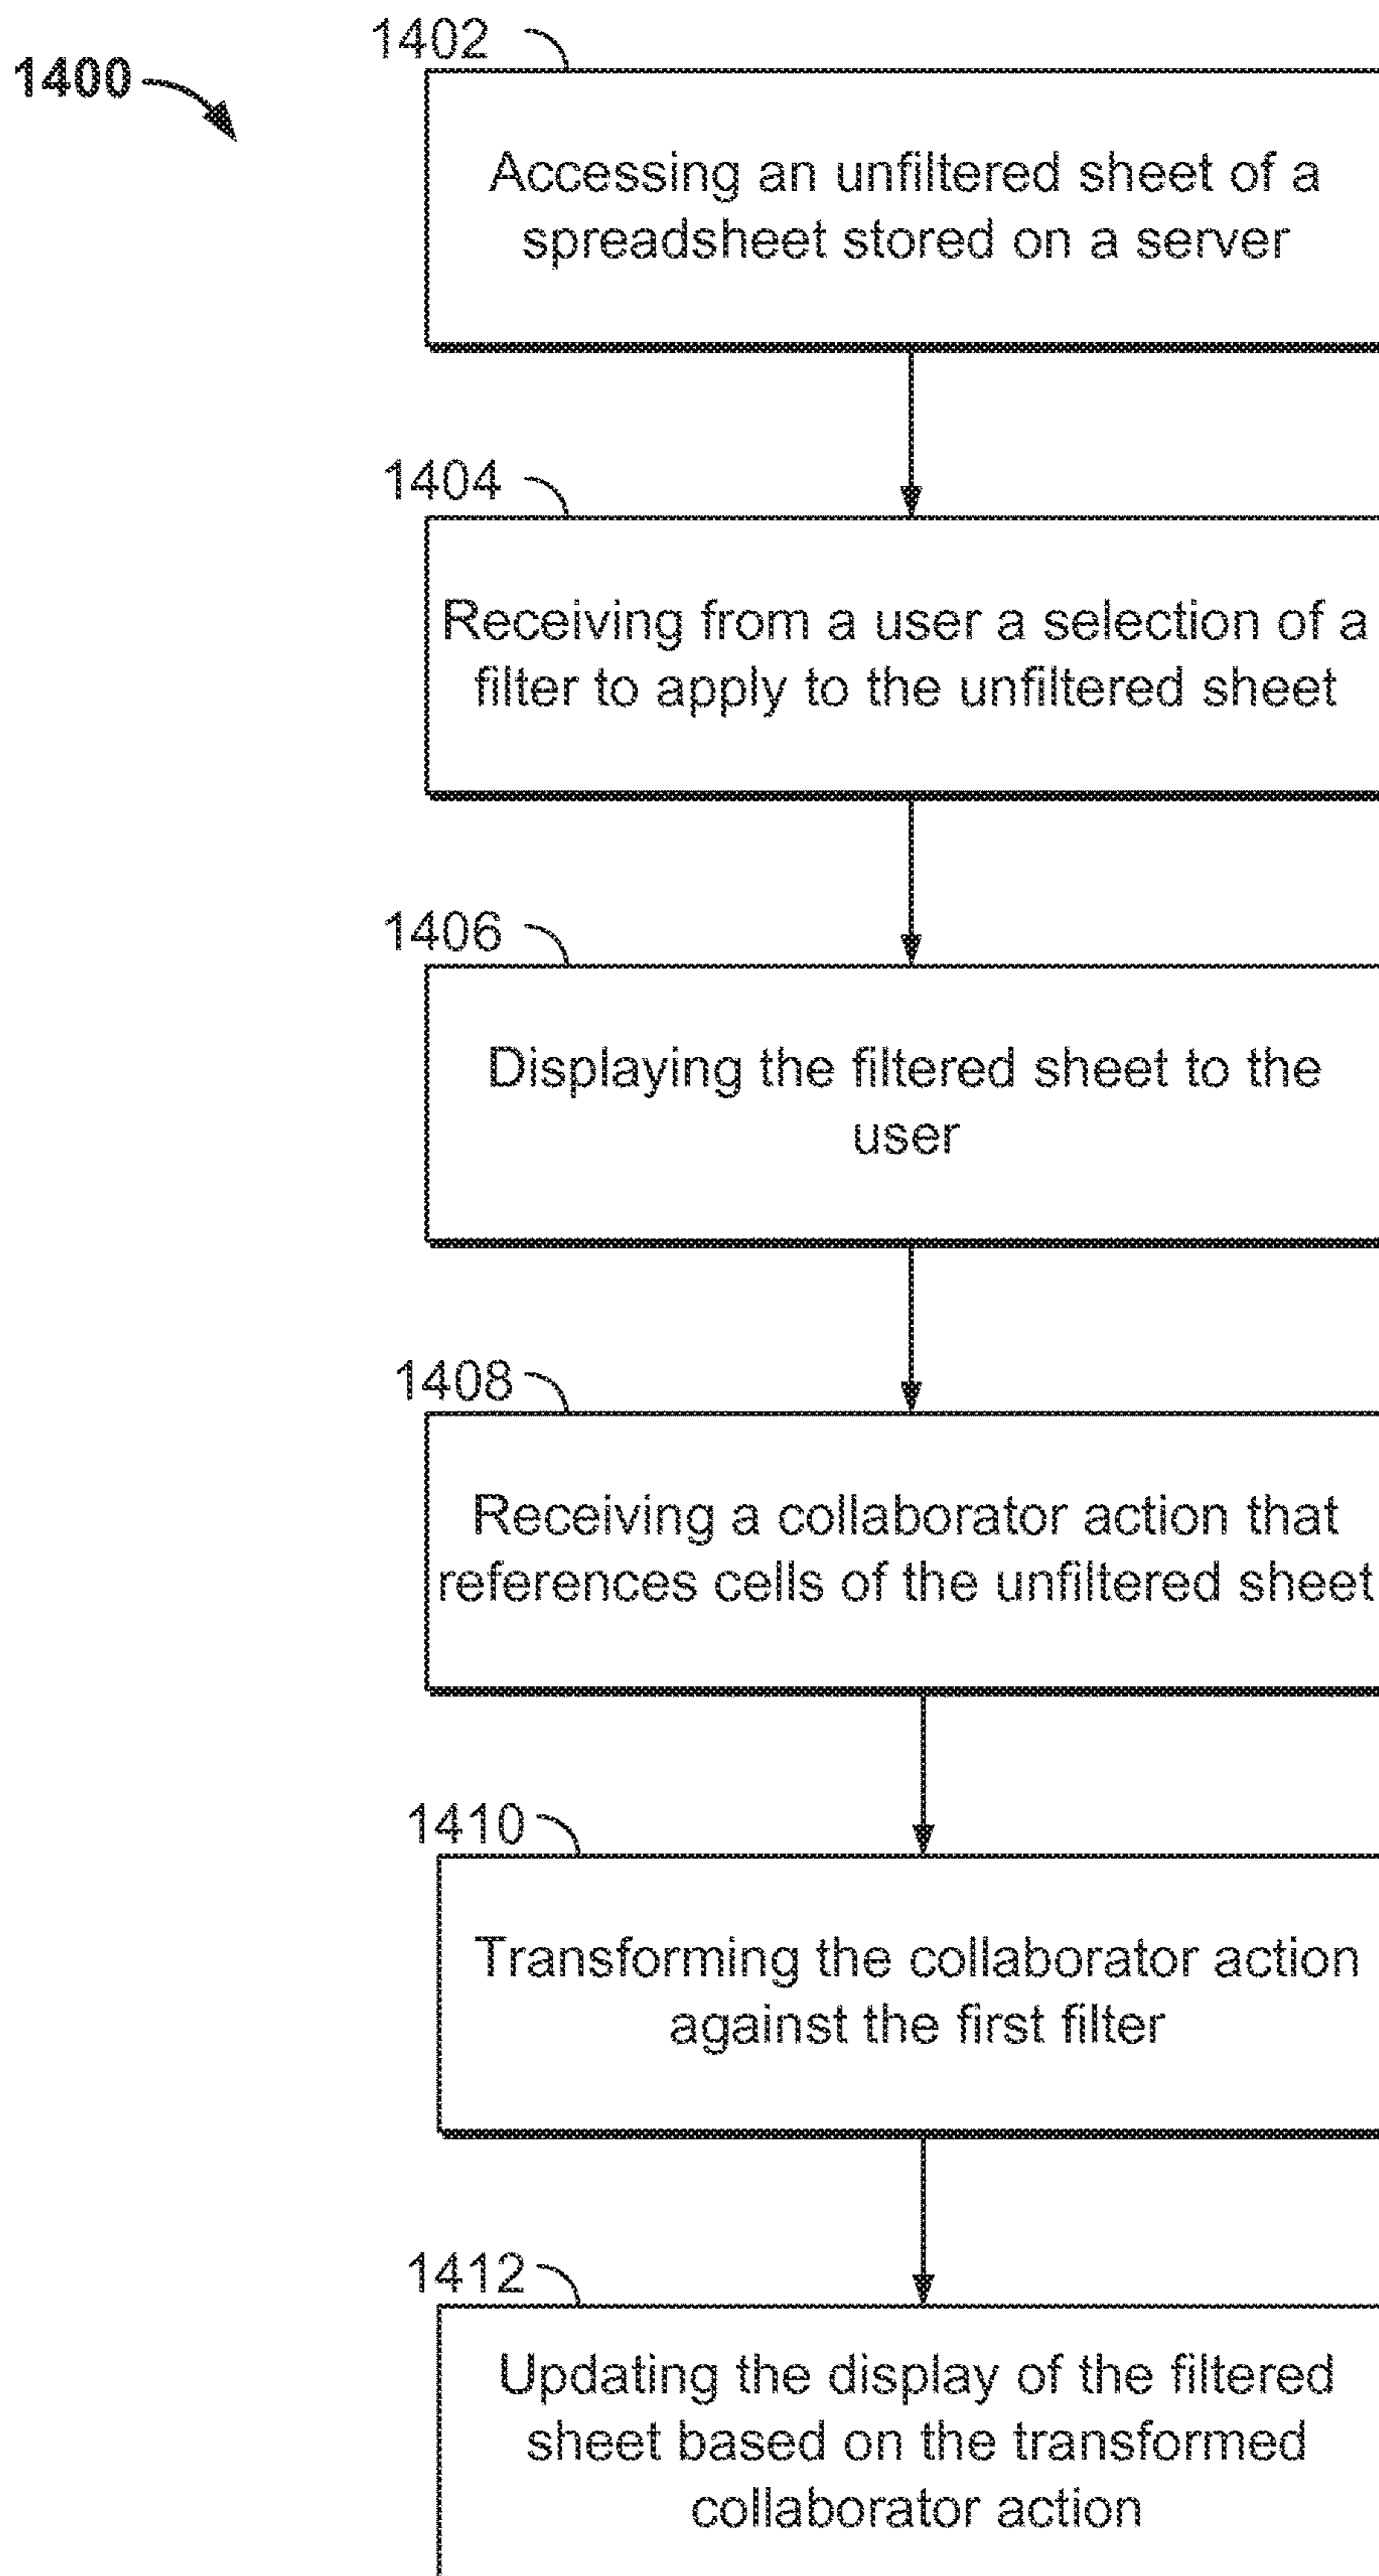 1400
1402
Accessing an unfiltered sheet of a
spreadsheet stored on a server
1404
Receiving from a user a selection of a
filter to apply to the unfiltered sheet
1406
Displaying the filtered sheet to the
user
1408
Receiving a collaborator action that
references cells of the unfiltered sheet
1410
Transforming the collaborator action
against the first filter
1412
Updating the display of the filtered
sheet based on the transformed
collaborator action